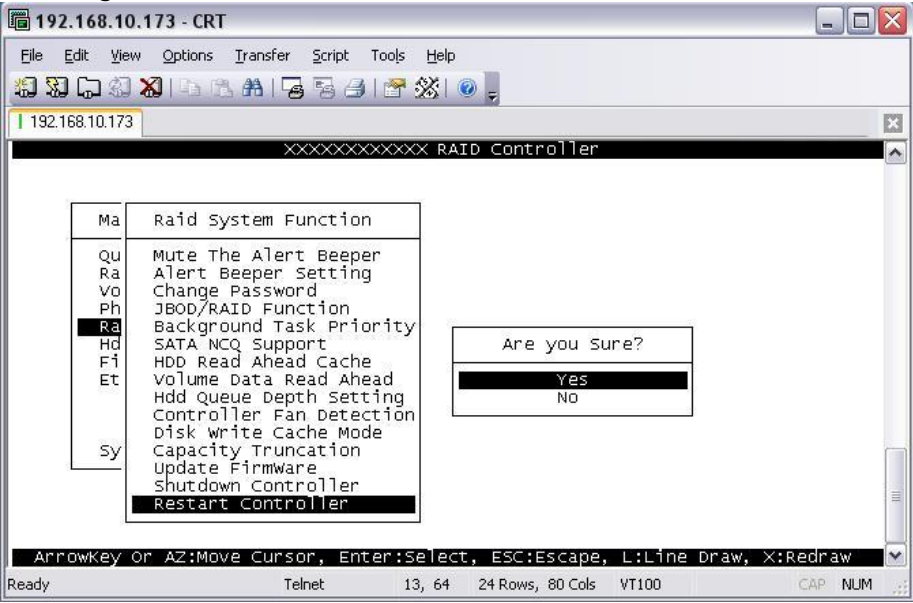 192.168.10.173 - CRT
File Edit View Options Transfer Script Tools Help
192.168.10.173
XXXXXXXXXXXX RAID Controller
Ma
Qu
Ra
Vo
Ph
Ra
Hd
Fi
Et
Sy
Raid System Function
Mute The Alert Beeper
Alert Beeper Setting
Change Password
JBOD/RAID Function
Background Task Priority
SATA NCQ Support
HDD Read Ahead Cache
Volume Data Read Ahead
Hdd Queue Depth Setting
Controller Fan Detection
Disk Write Cache Mode
Capacity Truncation
Update FirmWare
Shutdown Controller
Restart Controller
Are you Sure?
Yes
No
ArrowKey Or AZ:Move Cursor, Enter:Select, ESC:Escape, L:Line Draw, X:Redraw
Ready Telnet 13, 64 24 Rows, 80 Cols VT100 CAP NUM